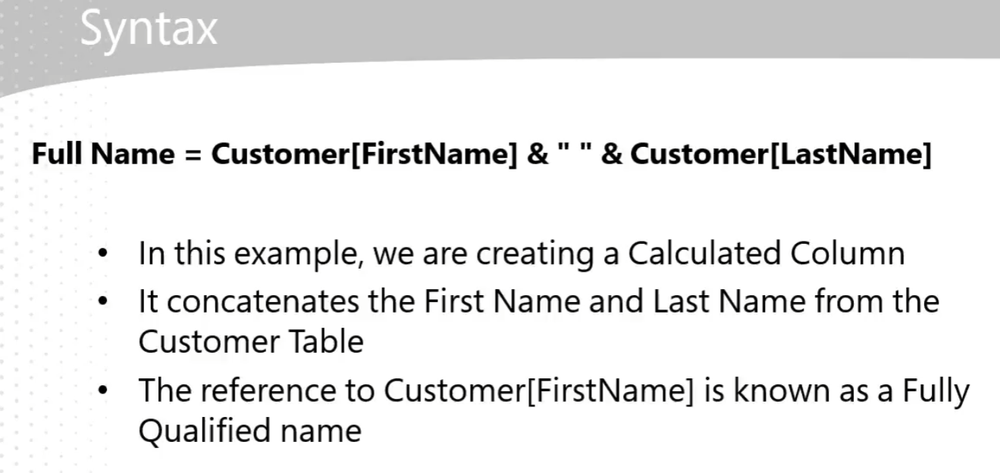 Syntax
Full Name = Customer[FirstName] & " " & Customer[LastName]
• In this example, we are creating a Calculated Column
• It concatenates the First Name and Last Name from the
Customer Table
• The reference to Customer[FirstName] is known as a Fully
Qualified name